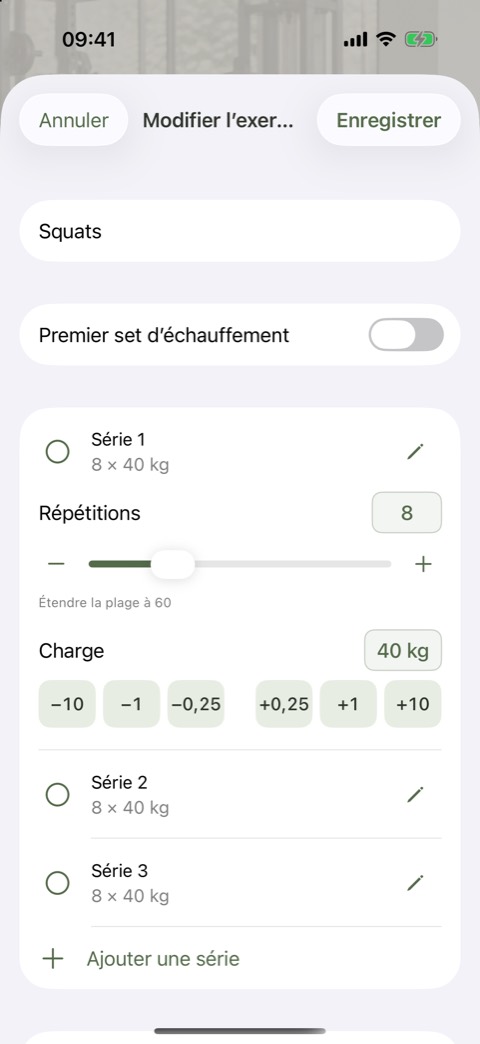 09:41
Annuler
Modifier l’exer...
Enregistrer
Squats
Premier set d’échauffement
Série 1
8 × 40 kg
Répétitions
8
Étendre la plage à 60
Charge
40 kg
−10
−1
−0,25
+0,25
+1
+10
Série 2
8 × 40 kg
Série 3
8 × 40 kg
Ajouter une série